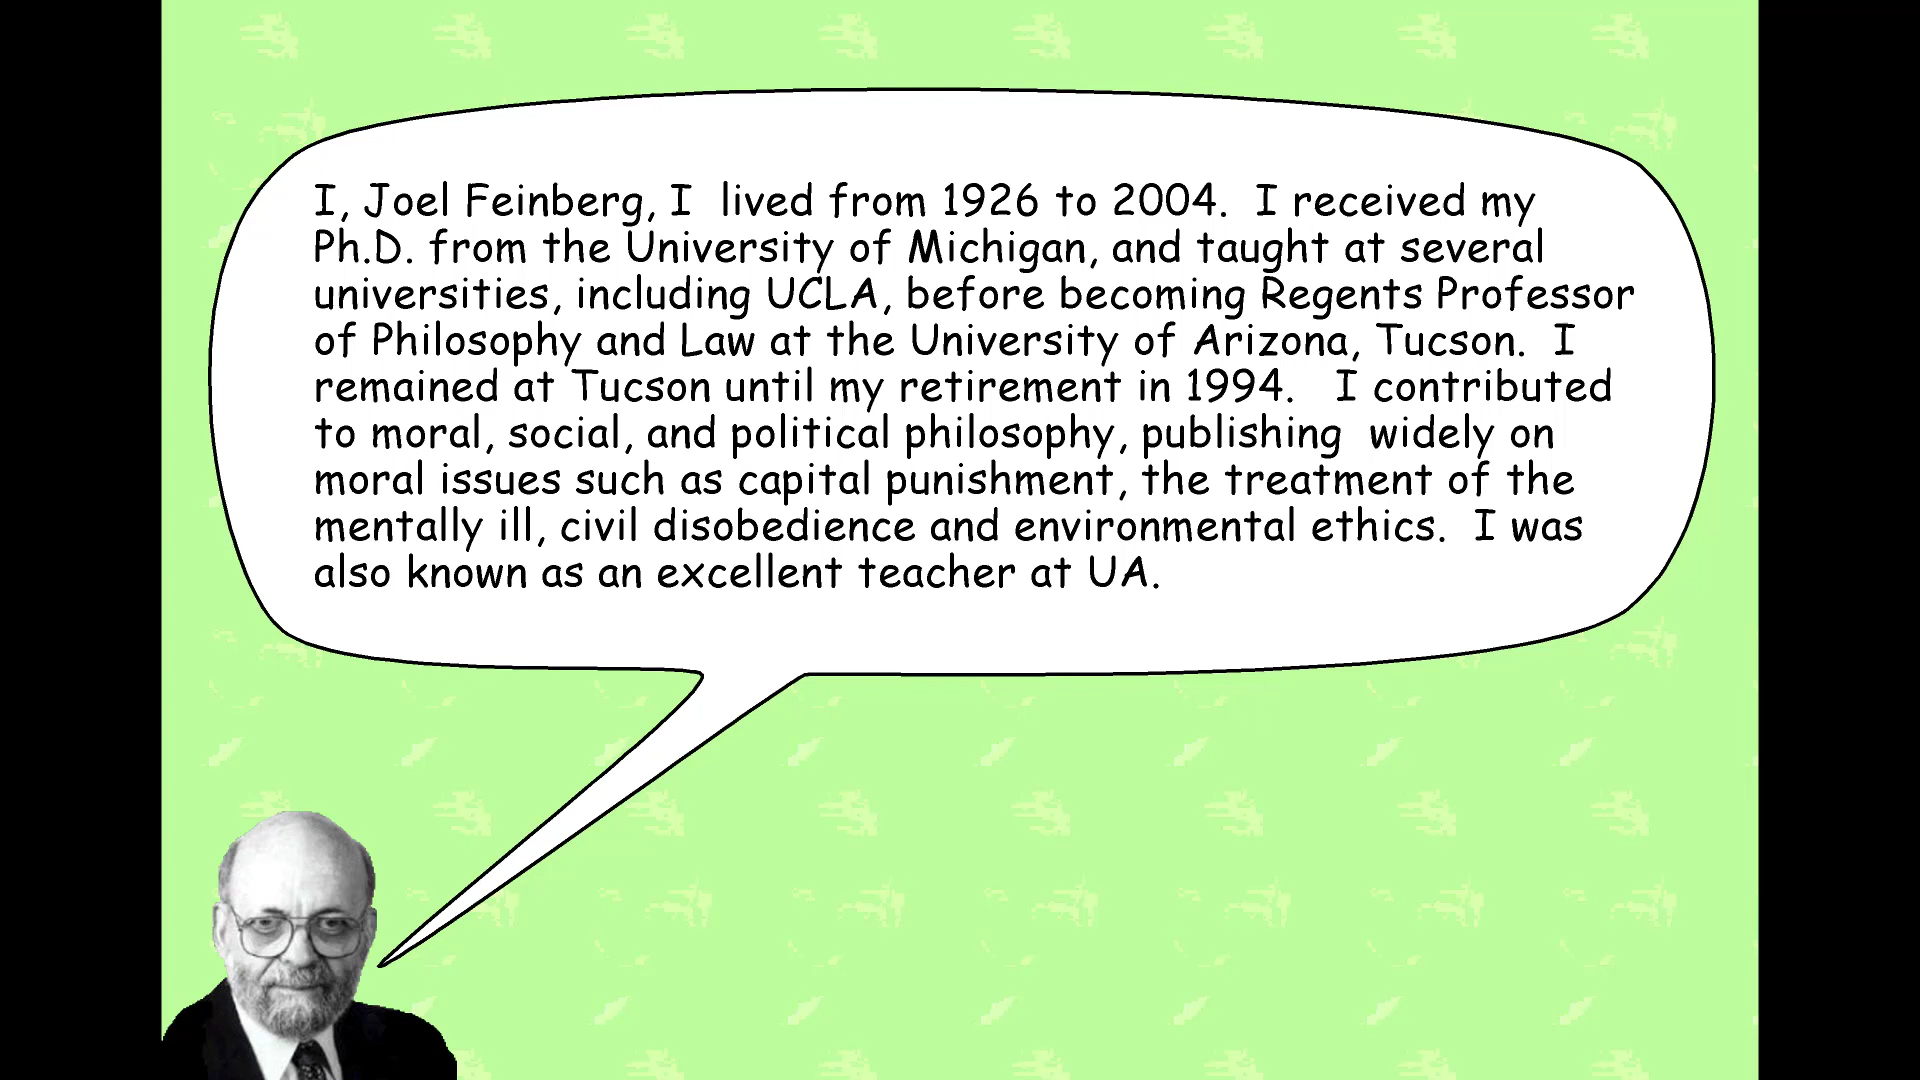 I, Joel Feinberg, I  lived from 1926 to 2004.  I received my
Ph.D. from the University of Michigan, and taught at several
universities, including UCLA, before becoming Regents Professor
of Philosophy and Law at the University of Arizona, Tucson.  I
remained at Tucson until my retirement in 1994.   I contributed
to moral, social, and political philosophy, publishing  widely on
moral issues such as capital punishment, the treatment of the
mentally ill, civil disobedience and environmental ethics.  I was
also known as an excellent teacher at UA.